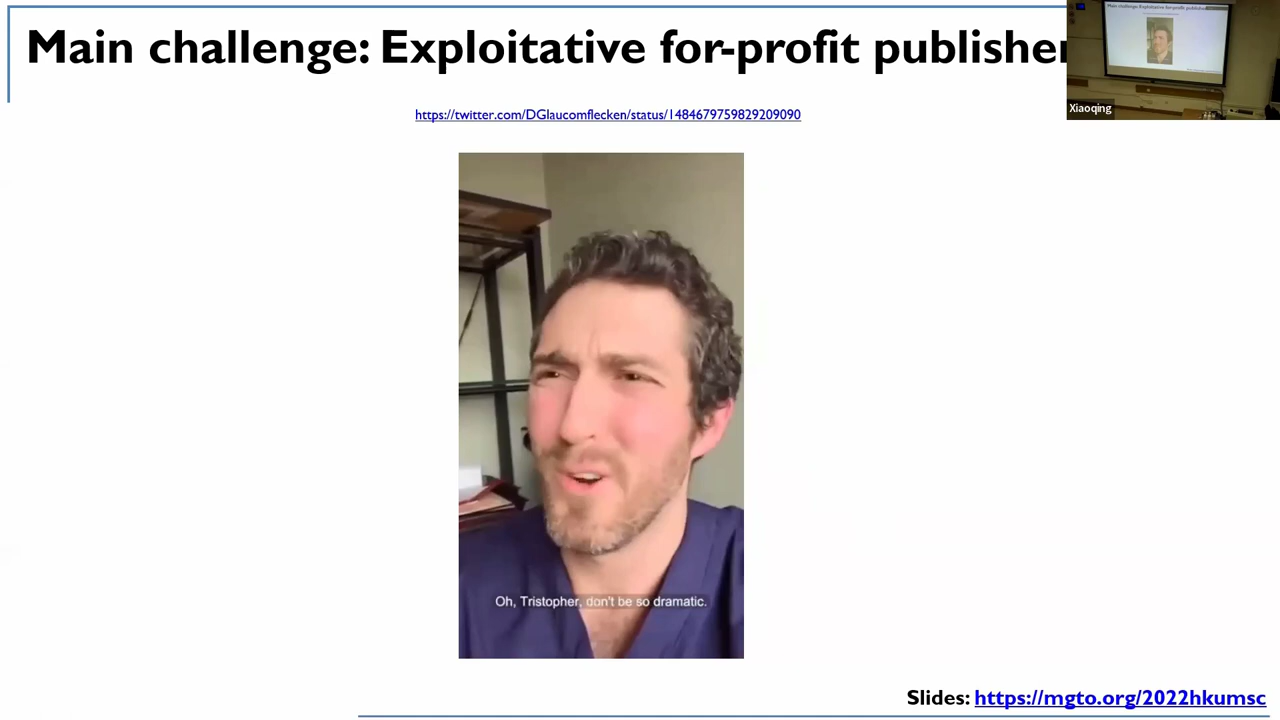 Main challenge: Exploitative for-profit publisher
Xiaoqing
https://twitter.com/DGlaucomflecken/status/1484679759829209090
Oh, Tristopher, don't be so dramatic.
Slides: https://mgto.org/2022hkumsc